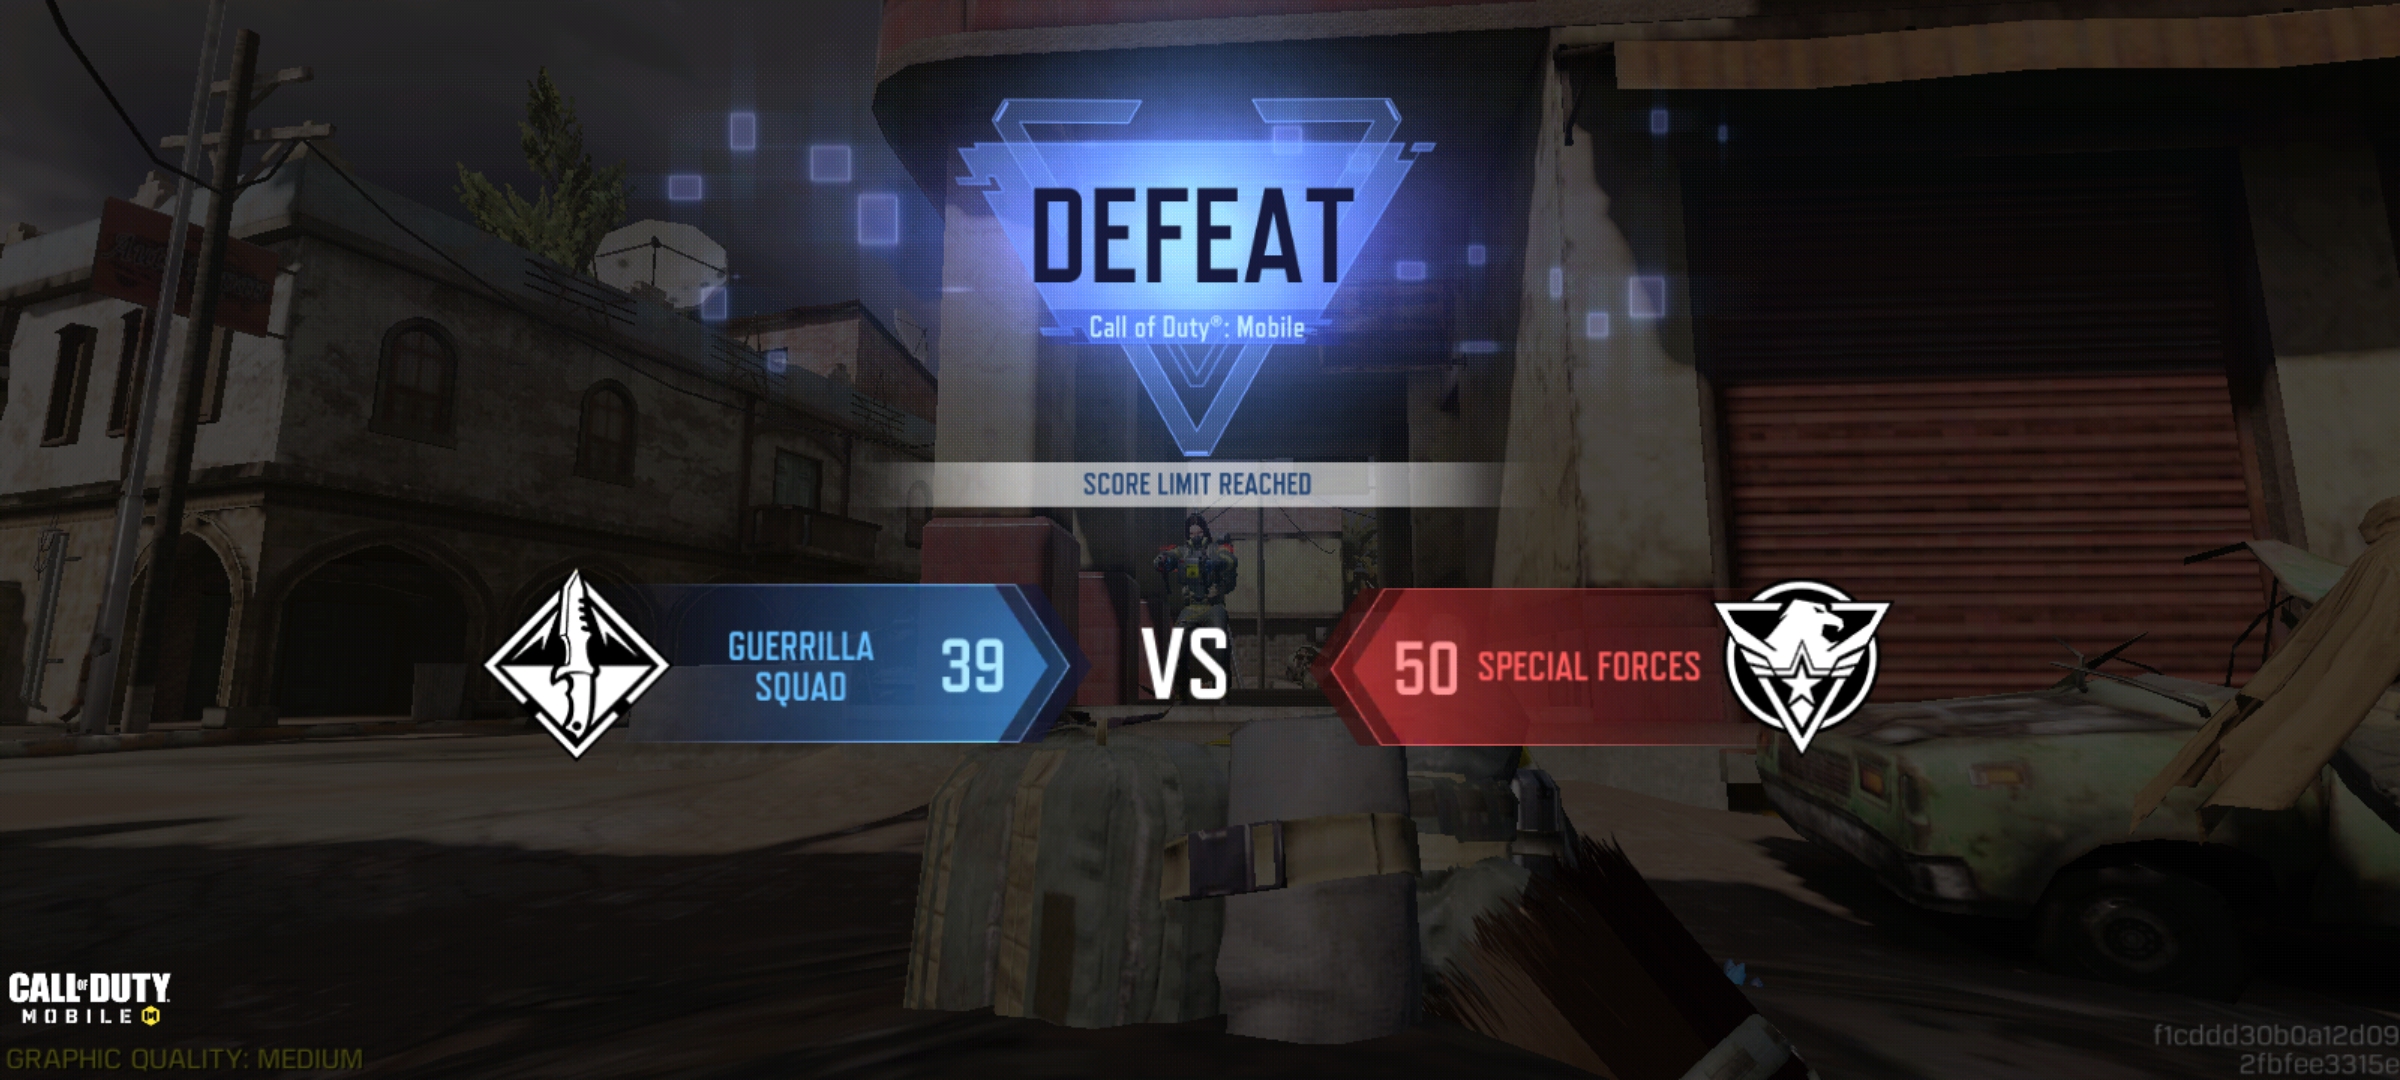 DEFEAT
Call of Duty®: Mobile
SCORE LIMIT REACHED
GUERRILLA
SQUAD
39
VS
50 SPECIAL FORCES
CALL OF DUTY
MOBILE
GRAPHIC QUALITY: MEDIUM
f1cddd30b0a12d09
2fbfee3315e